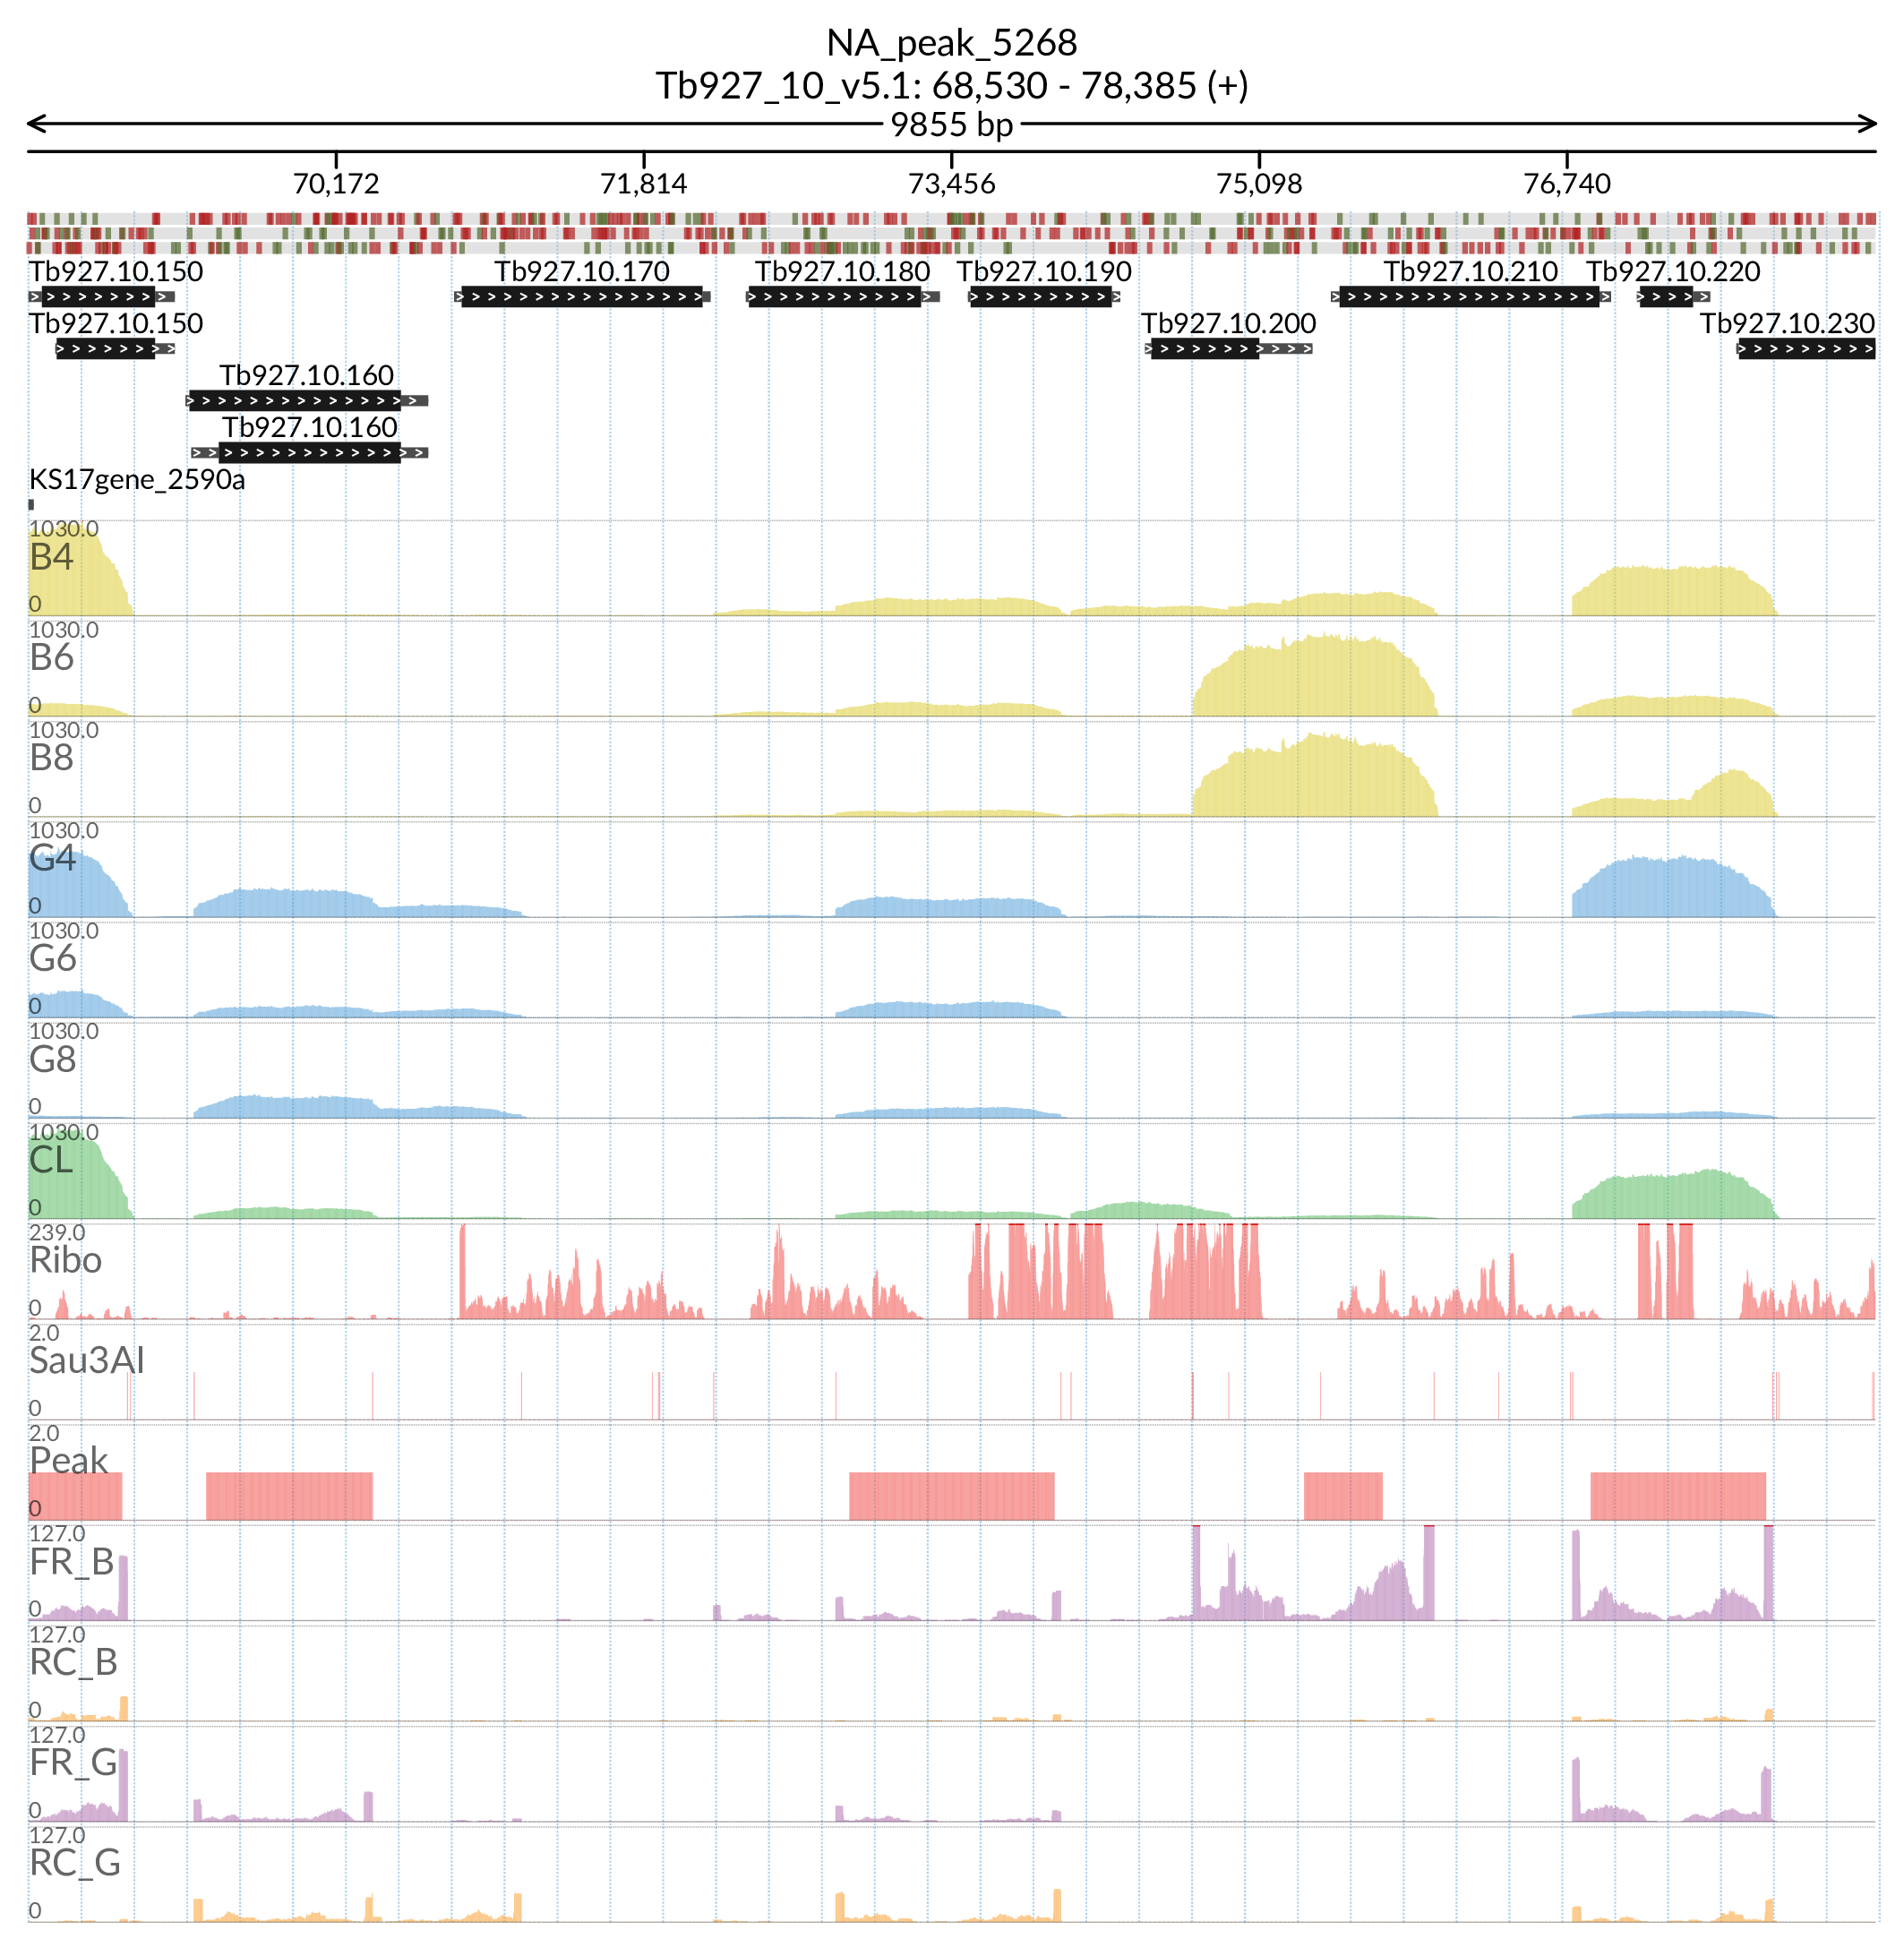 NA_peak_5268
Tb927_10_v5.1: 68,530 - 78,385 (+)
9855 bp
70,172 71,814 73,456 75,098 76,740
Tb927.10.150 Tb927.10.170 Tb927.10.180 Tb927.10.190 Tb927.10.210 Tb927.10.220
Tb927.10.150 Tb927.10.200 Tb927.10.230
Tb927.10.160
Tb927.10.160
KS17gene_2590a
1030.0
B4
0
1030.0
B6
0
1030.0
B8
0
1030.0
G4
0
1030.0
G6
0
1030.0
G8
0
1030.0
CL
0
239.0
Ribo
0
2.0
Sau3AI
0
2.0
Peak
0
127.0
FR_B
0
127.0
RC_B
0
127.0
FR_G
0
127.0
RC_G
0